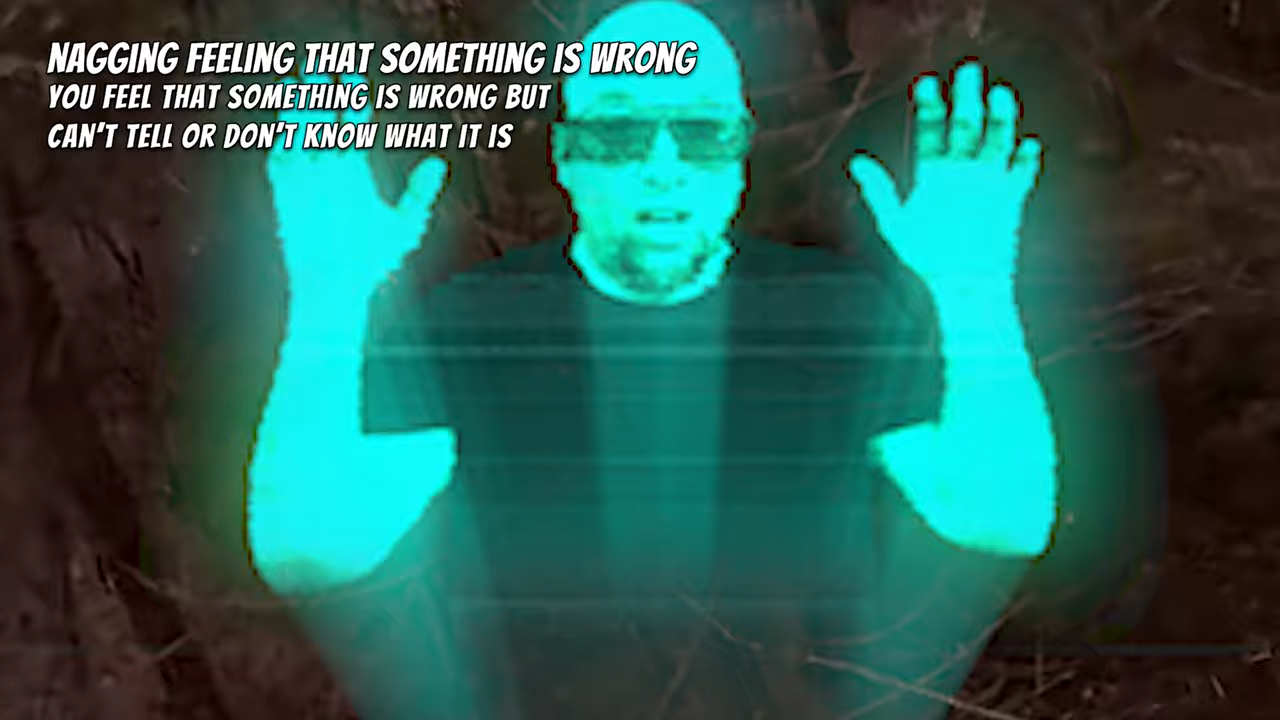 NAGGING FEELING THAT SOMETHING IS WRONG
YOU FEEL THAT SOMETHING IS WRONG BUT
CAN'T TELL OR DON'T KNOW WHAT IT IS